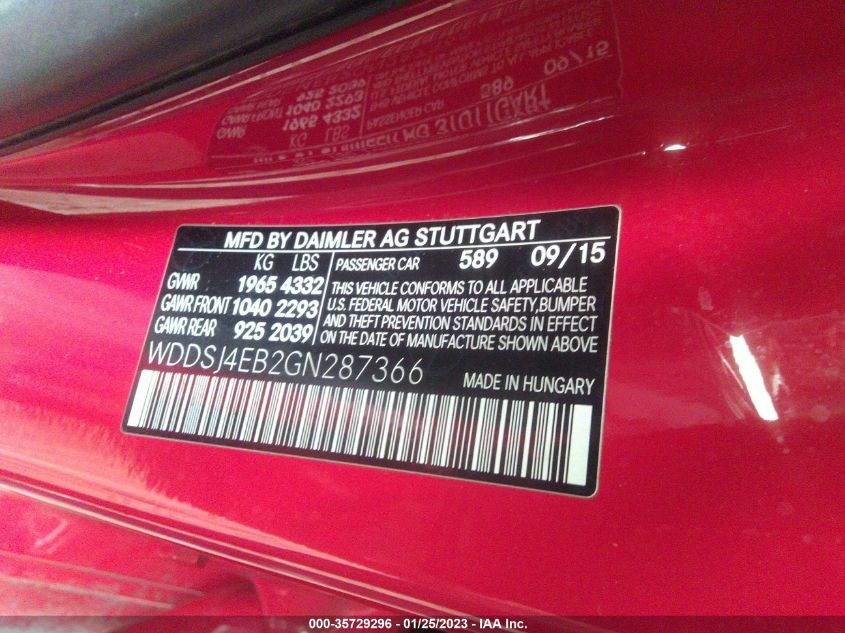 MFD BY DAIMLER AG STUTTGART
KG LBS
GVWR 1965 4332
GAWR FRONT 1040 2293
GAWR REAR 925 2039
PASSENGER CAR 589 09/15
THIS VEHICLE CONFORMS TO ALL APPLICABLE
U.S. FEDERAL MOTOR VEHICLE SAFETY, BUMPER
AND THEFT PREVENTION STANDARDS IN EFFECT
ON THE DATE OF MANUFACTURE SHOWN ABOVE
WDDSJ4EB2GN287366
MADE IN HUNGARY
000-35729296 - 01/25/2023 - IAA Inc.